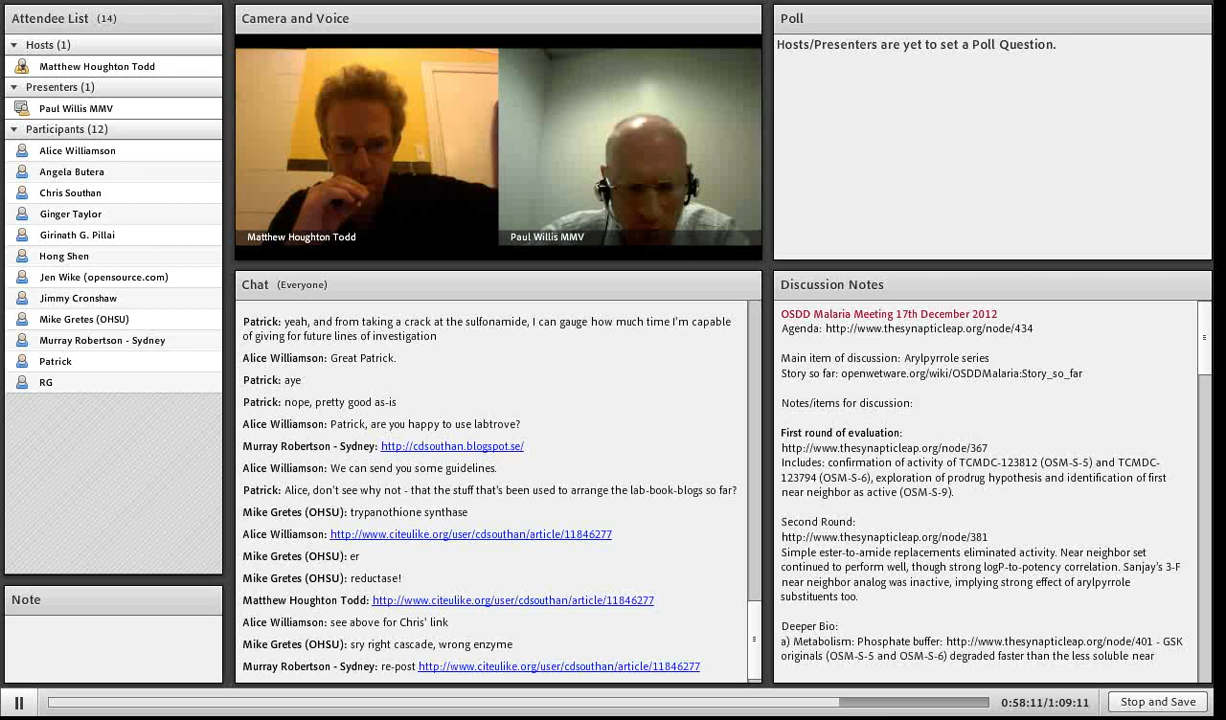 Attendee List (14)
Hosts (1)
Matthew Houghton Todd
Presenters (1)
Paul Willis MMV
Participants (12)
Alice Williamson
Angela Butera
Chris Southan
Ginger Taylor
Girinath G. Pillai
Hong Shen
Jen Wike (opensource.com)
Jimmy Cronshaw
Mike Gretes (OHSU)
Murray Robertson - Sydney
Patrick
RG
Note
Camera and Voice
Matthew Houghton Todd
Paul Willis MMV
Chat (Everyone)
Patrick: yeah, and from taking a crack at the sulfonamide, I can gauge how much time I'm capable
of giving for future lines of investigation
Alice Williamson: Great Patrick.
Patrick: aye
Patrick: nope, pretty good as-is
Alice Williamson: Patrick, are you happy to use labtrove?
Murray Robertson - Sydney: http://cdsouthan.blogspot.se/
Alice Williamson: We can send you some guidelines.
Patrick: Alice, don't see why not - that the stuff that's been used to arrange the lab-book-blogs so far?
Mike Gretes (OHSU): trypanothione synthase
Alice Williamson: http://www.citeulike.org/user/cdsouthan/article/11846277
Mike Gretes (OHSU): er
Mike Gretes (OHSU): reductase!
Matthew Houghton Todd: http://www.citeulike.org/user/cdsouthan/article/11846277
Alice Williamson: see above for Chris' link
Mike Gretes (OHSU): sry right cascade, wrong enzyme
Murray Robertson - Sydney: re-post http://www.citeulike.org/user/cdsouthan/article/11846277
Poll
Hosts/Presenters are yet to set a Poll Question.
Discussion Notes
OSDD Malaria Meeting 17th December 2012
Agenda: http://www.thesynapticleap.org/node/434
Main item of discussion: Arylpyrrole series
Story so far: openwetware.org/wiki/OSDDMalaria:Story_so_far
Notes/items for discussion:
First round of evaluation:
http://www.thesynapticleap.org/node/367
Includes: confirmation of activity of TCMDC-123812 (OSM-S-5) and TCMDC-
123794 (OSM-S-6), exploration of prodrug hypothesis and identification of first
near neighbor as active (OSM-S-9).
Second Round:
http://www.thesynapticleap.org/node/381
Simple ester-to-amide replacements eliminated activity. Near neighbor set
continued to perform well, though strong logP-to-potency correlation. Sanjay's 3-F
near neighbor analog was inactive, implying strong effect of arylpyrrole
substituents too.
Deeper Bio:
a) Metabolism: Phosphate buffer: http://www.thesynapticleap.org/node/401 - GSK
originals (OSM-S-5 and OSM-S-6) degraded faster than the less soluble near
0:58:11/1:09:11
Stop and Save